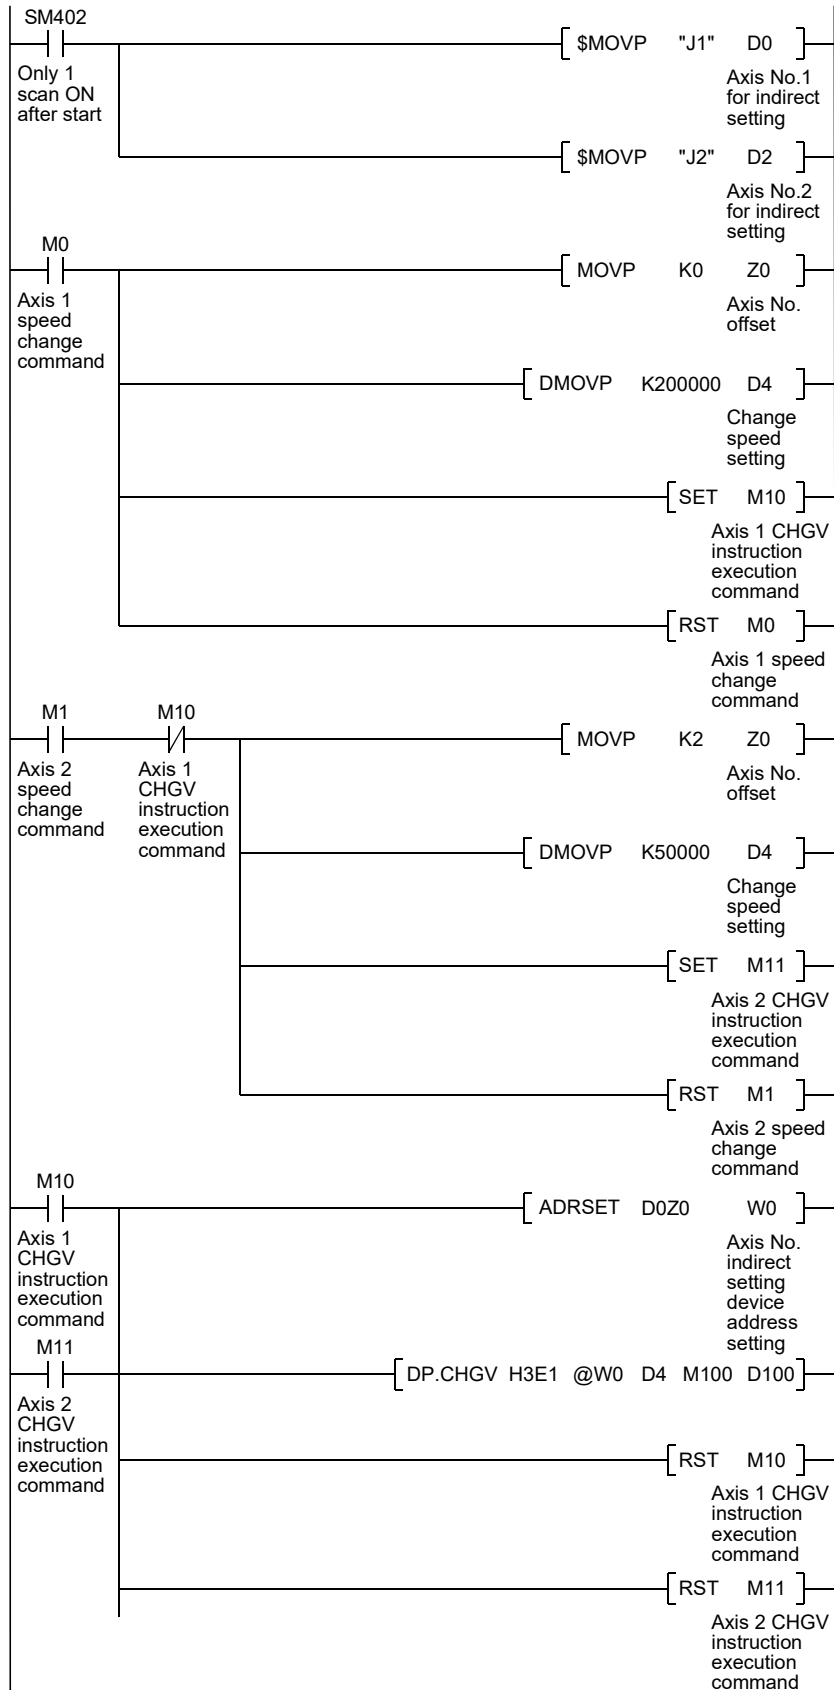 SM402
$MOVP "J1" D0
Only 1
scan ON
after start
Axis No.1
for indirect
setting
$MOVP "J2" D2
Axis No.2
for indirect
setting
M0
MOVP K0 Z0
Axis 1
speed
change
command
Axis No.
offset
DMOVP K200000 D4
Change
speed
setting
SET M10
Axis 1 CHGV
instruction
execution
command
RST M0
Axis 1 speed
change
command
M1 M10
MOVP K2 Z0
Axis 2
speed
change
command
Axis 1
CHGV
instruction
execution
command
Axis No.
offset
DMOVP K50000 D4
Change
speed
setting
SET M11
Axis 2 CHGV
instruction
execution
command
RST M1
Axis 2 speed
change
command
M10
ADRSET D0Z0 W0
Axis 1
CHGV
instruction
execution
command
Axis No.
indirect
setting
device
address
setting
M11
DP.CHGV H3E1 @W0 D4 M100 D100
Axis 2
CHGV
instruction
execution
command
RST M10
Axis 1 CHGV
instruction
execution
command
RST M11
Axis 2 CHGV
instruction
execution
command